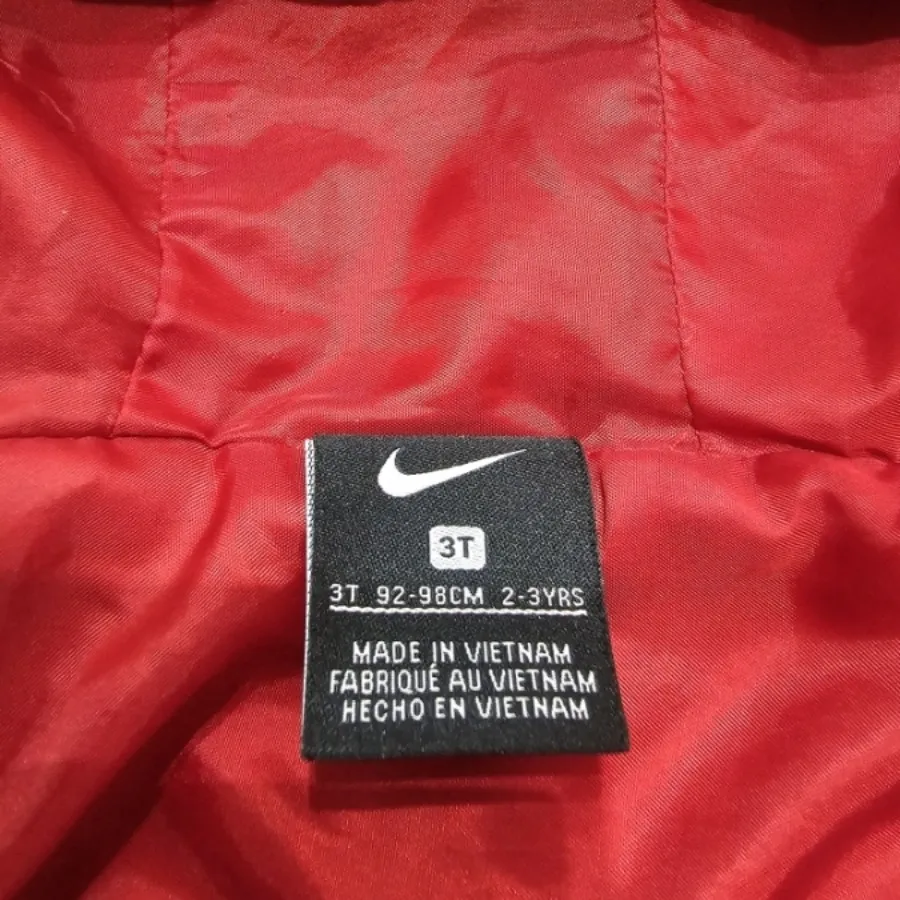 3T
3T 92-98CM 2-3YRS
MADE IN VIETNAM
FABRIQUÉ AU VIETNAM
HECHO EN VIETNAM